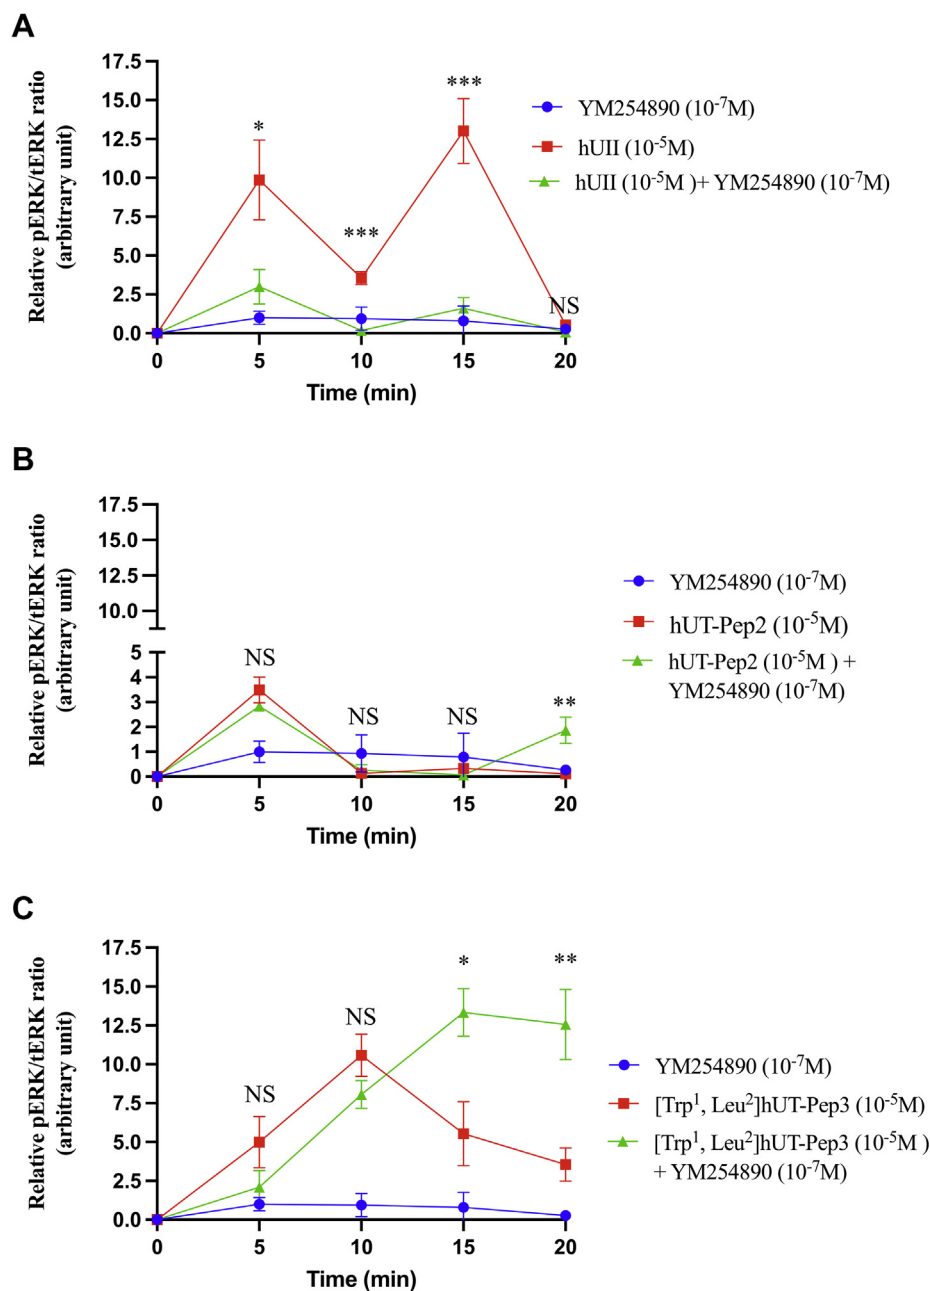 A
Relative pERK/tERK ratio
(arbitrary unit)
17.5
15.0
12.5
10.0
7.5
5.0
2.5
0.0
*
***
***
NS
0 5 10 15 20
Time (min)
YM254890 (10⁻⁷M)
hUII (10⁻⁵M)
hUII (10⁻⁵M )+ YM254890 (10⁻⁷M)
B
Relative pERK/tERK ratio
(arbitrary unit)
17.5
15.0
12.5
10.0
5
4
3
2
1
0
NS
NS
NS
**
0 5 10 15 20
Time (min)
YM254890 (10⁻⁷M)
hUT-Pep2 (10⁻⁵M)
hUT-Pep2 (10⁻⁵M ) +
YM254890 (10⁻⁷M)
C
Relative pERK/tERK ratio
(arbitrary unit)
17.5
15.0
12.5
10.0
7.5
5.0
2.5
0.0
NS
NS
*
**
0 5 10 15 20
Time (min)
YM254890 (10⁻⁷M)
[Trp¹, Leu²]hUT-Pep3 (10⁻⁵M)
[Trp¹, Leu²]hUT-Pep3 (10⁻⁵M )
+ YM254890 (10⁻⁷M)